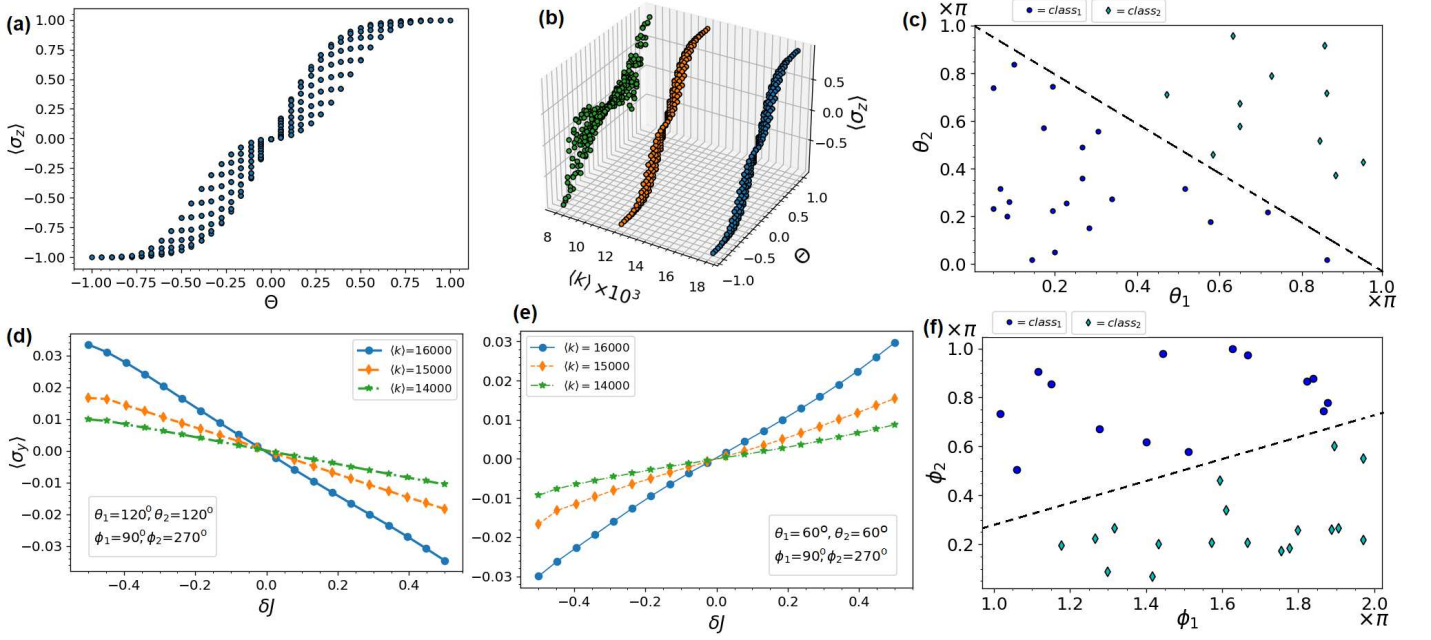 (a)
1.00
0.75
0.50
0.25
0.00
−0.25
−0.50
−0.75
−1.00
⟨σz⟩
−1.00 −0.75 −0.50 −0.25 0.00 0.25 0.50 0.75 1.00
Θ
(b)
0.5
0.0
−0.5
⟨σz⟩
1.0
0.5
0.0
−0.5
−1.0
Θ
8 10 12 14 16 18
⟨k⟩ ×10³
(c)
×π
= class₁ = class₂
1.0
0.8
0.6
0.4
0.2
0.0
θ₂
0.2 0.4 0.6 0.8 1.0
θ₁
×π
(d)
0.03
0.02
0.01
0.00
−0.01
−0.02
−0.03
⟨σy⟩
⟨k⟩=16000
⟨k⟩=15000
⟨k⟩=14000
θ₁=120⁰,θ₂=120⁰
ϕ₁=90⁰,ϕ₂=270⁰
−0.4 −0.2 0.0 0.2 0.4
δJ
(e)
0.03
0.02
0.01
0.00
−0.01
−0.02
−0.03
⟨k⟩ = 16000
⟨k⟩ = 15000
⟨k⟩ = 14000
θ₁=60⁰, θ₂=60⁰
ϕ₁=90⁰,ϕ₂=270⁰
−0.4 −0.2 0.0 0.2 0.4
δJ
(f)
×π
= class₁ = class₂
1.0
0.8
0.6
0.4
0.2
ϕ₂
1.0 1.2 1.4 1.6 1.8 2.0
ϕ₁
×π